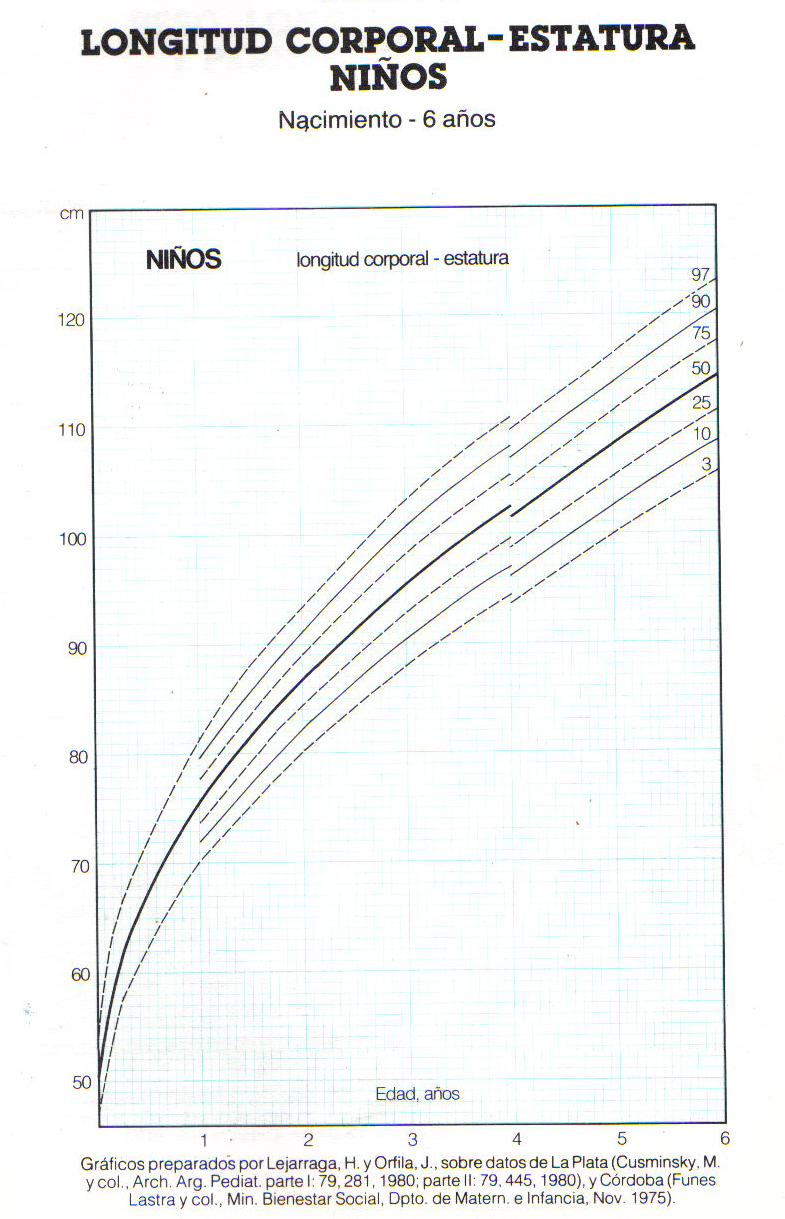 LONGITUD CORPORAL-ESTATURA
NIÑOS
Nacimiento - 6 años
cm
NIÑOS
longitud corporal - estatura
97
90
75
50
25
10
3
120
110
100
90
80
70
60
50
Edad, años
1 2 3 4 5 6
Gráficos preparados por Lejarraga, H. y Orfila, J., sobre datos de La Plata (Cusminsky, M.
y col., Arch. Arg. Pediat. parte I: 79, 281, 1980; parte II: 79, 445, 1980), y Córdoba (Funes
Lastra y col., Min. Bienestar Social, Dpto. de Matern. e Infancia, Nov. 1975).